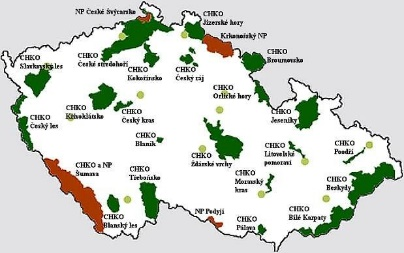 NP České Švýcarsko
CHKO
Jizerské hory
Krkonošský NP
CHKO
Broumovsko
CHKO
Slavkovský les
CHKO
České středohoří
CHKO
Kokořínsko
CHKO
Český ráj
CHKO
Orlické hory
CHKO
Český les
CHKO
Křivoklátsko
CHKO
Český kras
CHKO
Jeseníky
CHKO
Blaník
CHKO
Žďárské vrchy
CHKO
Litovelské
pomoraví
CHKO
Poodří
CHKO a NP
Šumava
CHKO
Třeboňsko
CHKO
Moravský
kras
CHKO
Beskydy
CHKO
Blanský les
NP Podyjí
CHKO
Pálava
CHKO
Bílé Karpaty